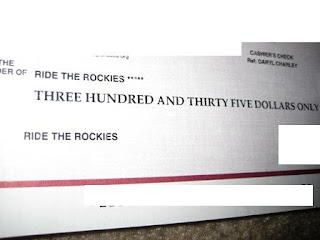 CASHIER'S CHECK
THE Ref: DARYL CHARLEY
DER OF RIDE THE ROCKIES *****
THREE HUNDRED AND THIRTY FIVE DOLLARS ONLY
RIDE THE ROCKIES